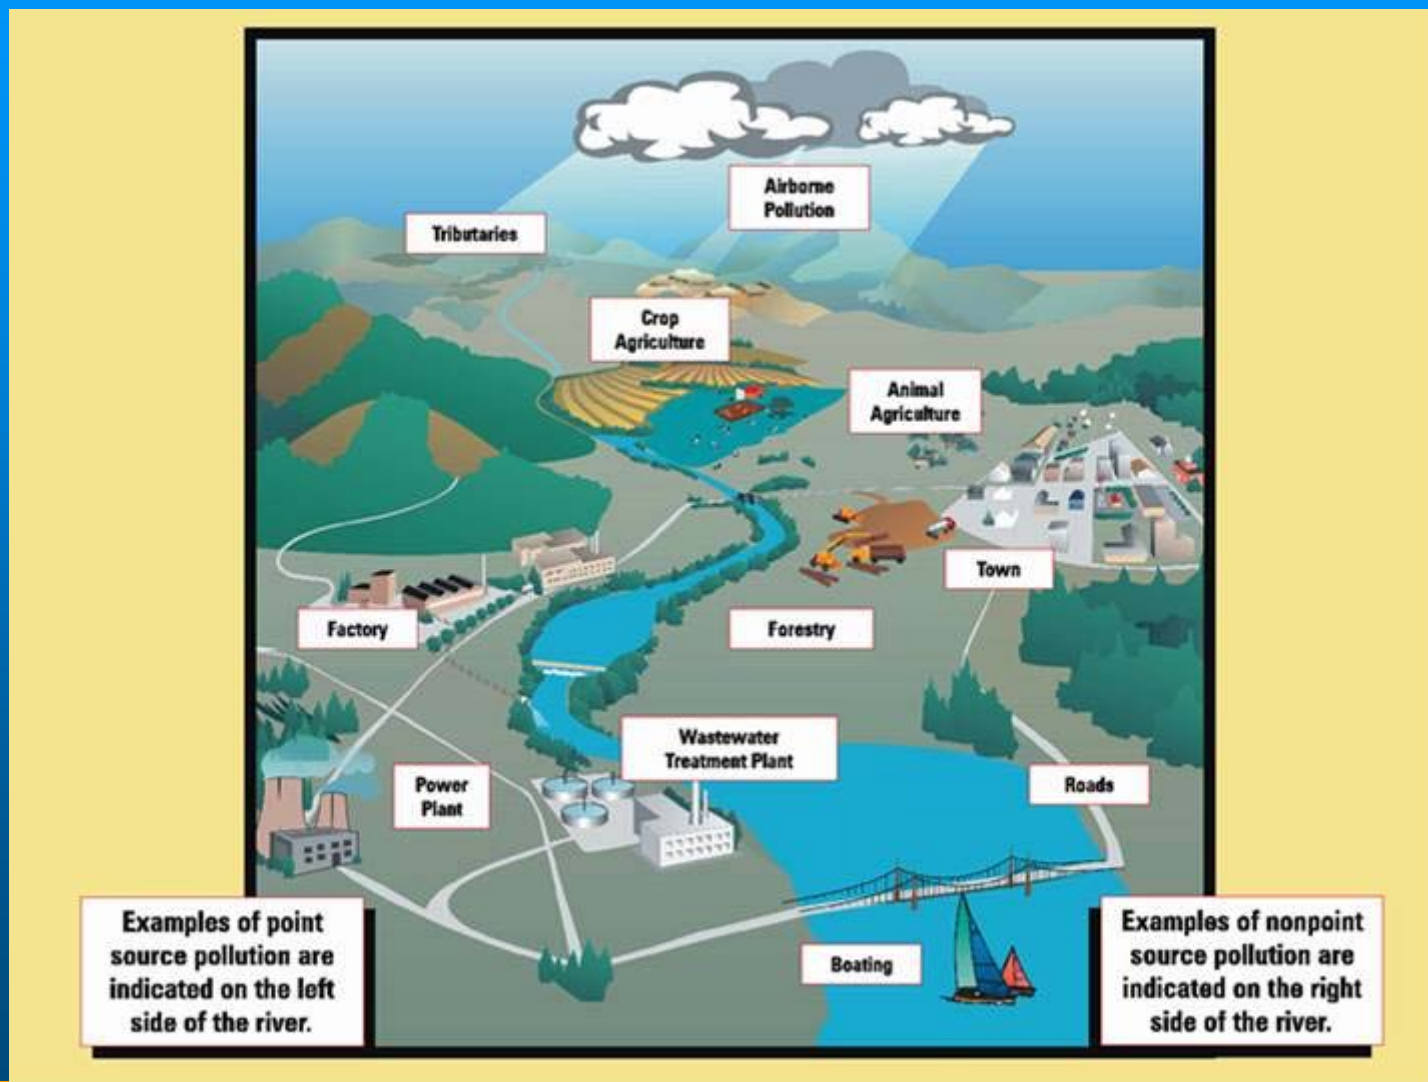 Airborne
Pollution
Tributaries
Crop
Agriculture
Animal
Agriculture
Town
Factory
Forestry
Wastewater
Treatment Plant
Power
Plant
Roads
Boating
Examples of point
source pollution are
indicated on the left
side of the river.
Examples of nonpoint
source pollution are
indicated on the right
side of the river.